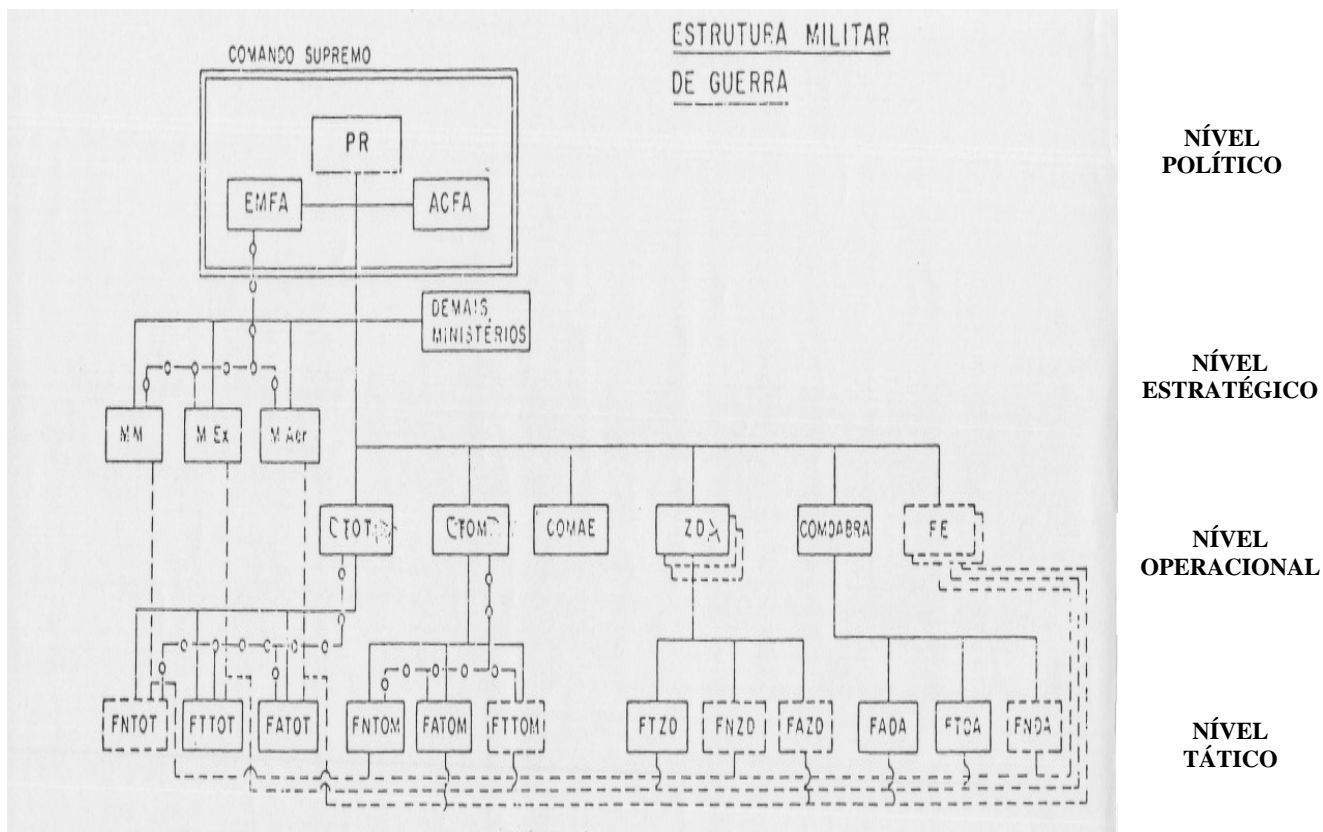 ESTRUTURA MILITAR
DE GUERRA
COMANDO SUPREMO
PR
EMFA
ACFA
NÍVEL
POLÍTICO
DEMAIS
MINISTÉRIOS
NÍVEL
ESTRATÉGICO
MM
M Ex
M Aer
COMAE
COMDABRA
FE
NÍVEL
OPERACIONAL
FNTOT
FTTOT
FATOT
FNTOM
FATOM
FTTOM
FTZD
FNZD
FAZD
FADA
FTDA
FNDA
NÍVEL
TÁTICO